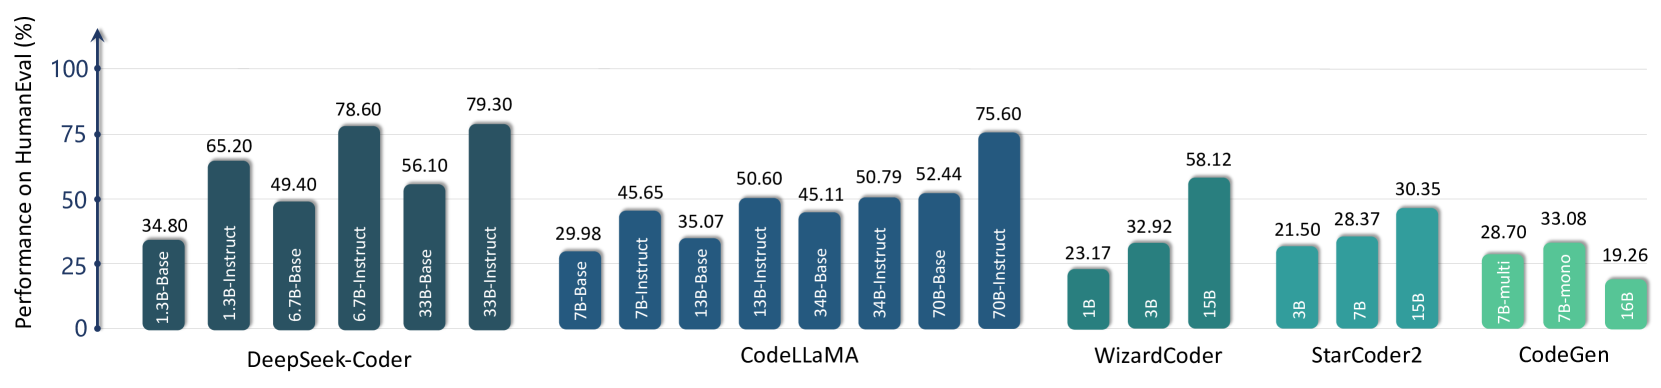 Performance on HumanEval (%)
100
75
50
25
0
34.80
65.20
49.40
78.60
56.10
79.30
1.3B-Base
1.3B-Instruct
6.7B-Base
6.7B-Instruct
33B-Base
33B-Instruct
DeepSeek-Coder
29.98
45.65
35.07
50.60
45.11
50.79
52.44
75.60
7B-Base
7B-Instruct
13B-Base
13B-Instruct
34B-Base
34B-Instruct
70B-Base
70B-Instruct
CodeLLaMA
23.17
32.92
58.12
1B
3B
15B
WizardCoder
21.50
28.37
30.35
3B
7B
15B
StarCoder2
28.70
33.08
19.26
7B-multi
7B-mono
16B
CodeGen